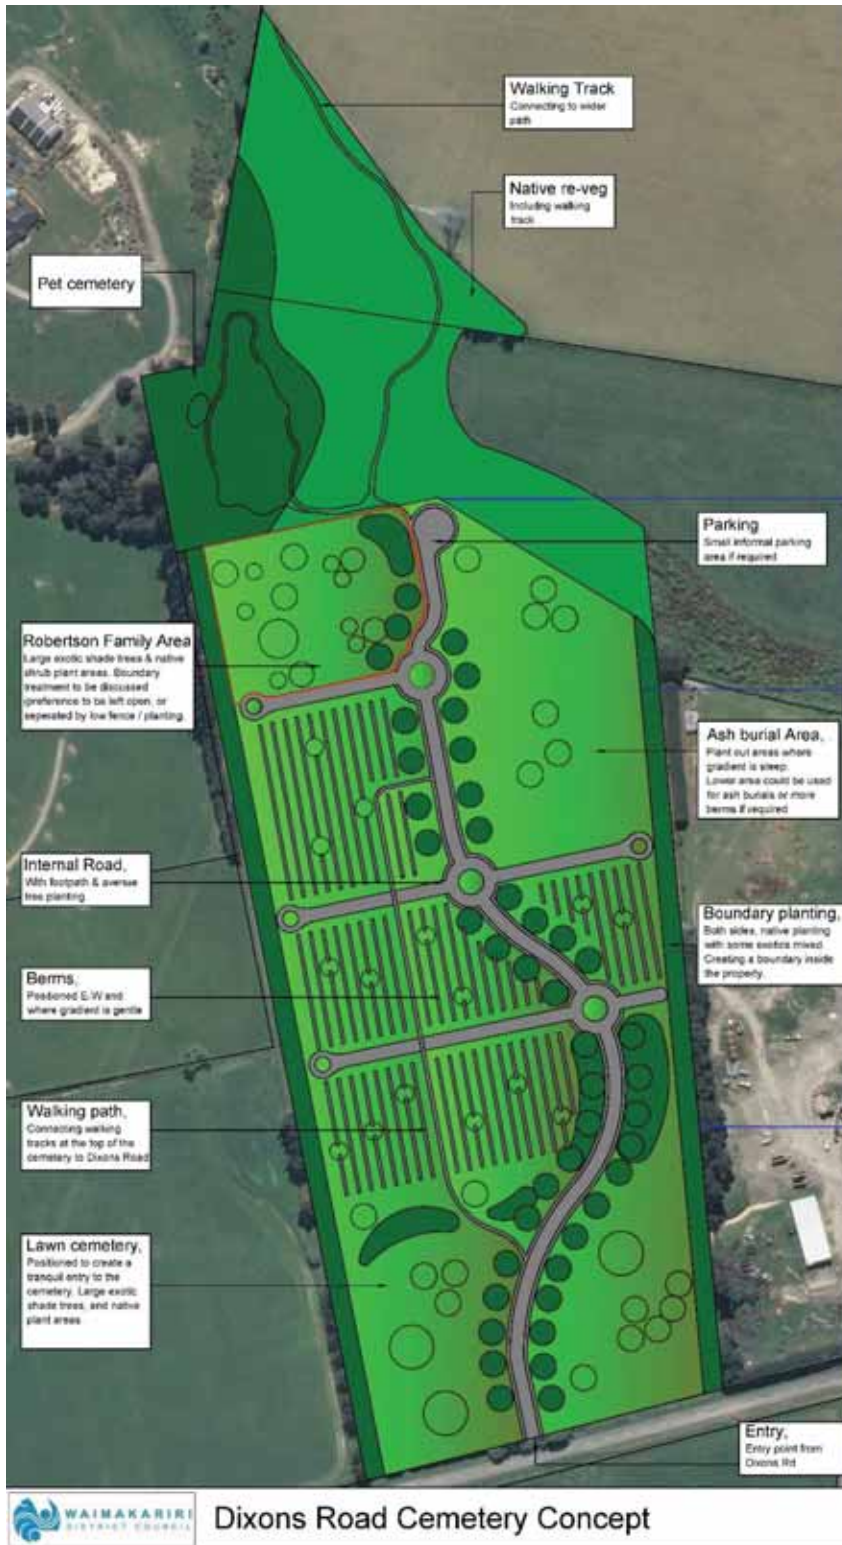 Walking Track
Connecting to wider
path
Native re-veg
Including walking
track
Pet cemetery
Parking
Small informal parking
area if required
Robertson Family Area
Large exotic shade trees & native
shrub plant areas. Boundary
treatment to be discussed
(preference to be left open, or
seperated by low fence / planting.
Ash burial Area,
Plant out areas where
gradient is steep.
Lower area could be used
for ash burials or more
berms if required
Internal Road,
With footpath & avenue
tree planting
Boundary planting,
Both sides, native planting
with some exotics mixed.
Creating a boundary inside
the property.
Berms,
Positioned E-W and
where gradient is gentle
Walking path,
Connecting walking
tracks at the top of the
cemetery to Dixons Road
Lawn cemetery,
Positioned to create a
tranquil entry to the
cemetery. Large exotic
shade trees, and native
plant areas
Entry,
Entry point from
Dixons Rd
WAIMAKARIRI
DISTRICT COUNCIL
Dixons Road Cemetery Concept